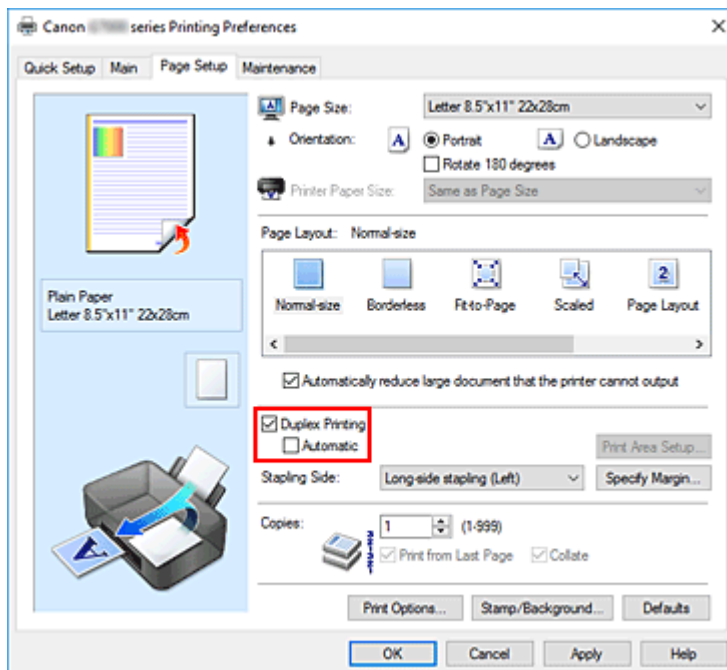 Canon series Printing Preferences
Quick Setup Main Page Setup Maintenance
Page Size: Letter 8.5"x11" 22x28cm
Orientation: A Portrait A Landscape
Rotate 180 degrees
Printer Paper Size: Same as Page Size
Page Layout: Normal-size
2
Normal-size Borderless Fit-to-Page Scaled Page Layout
Plain Paper
Letter 8.5"x11" 22x28cm
Automatically reduce large document that the printer cannot output
Duplex Printing
Automatic
Print Area Setup...
Stapling Side: Long-side stapling (Left) Specify Margin...
A
Copies: 1 (1-999)
Print from Last Page Collate
Print Options... Stamp/Background... Defaults
OK Cancel Apply Help